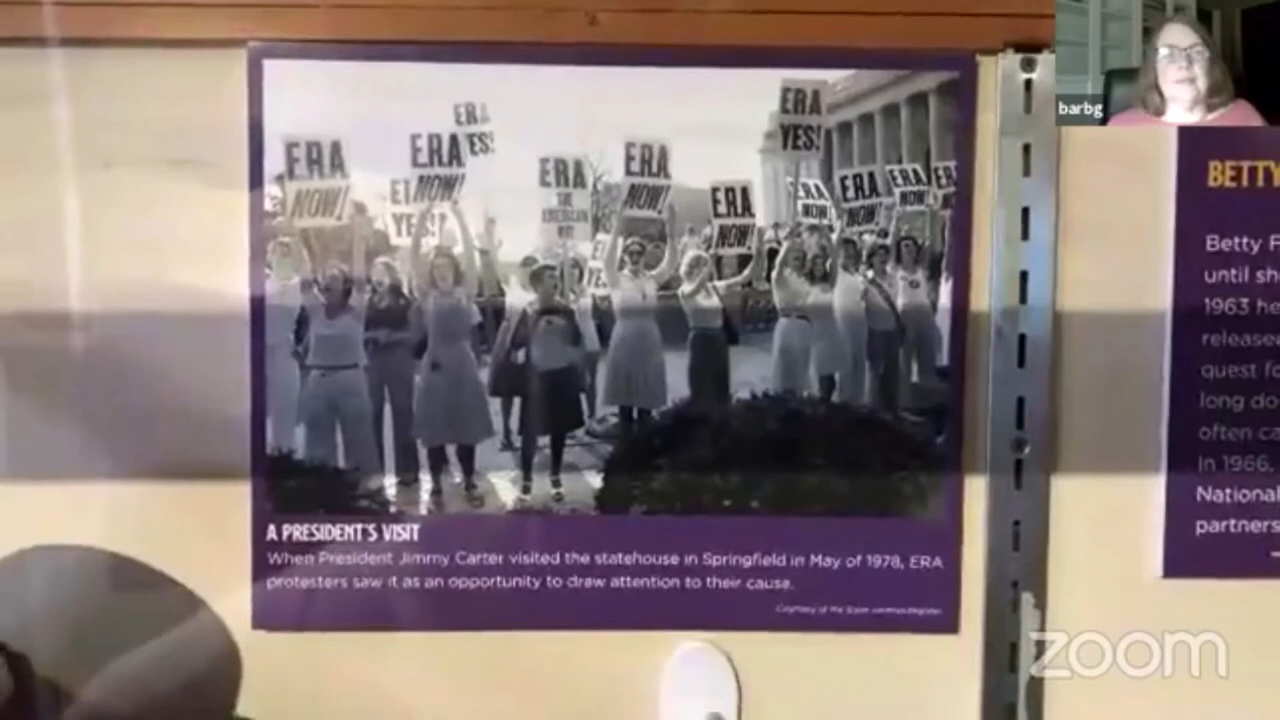 ERA
YES!
ERA
NOW!
ERA
NOW!
ERA
YES!
ERA
NOW!
ERA
YES!
ERA
ERA
NOW!
ERA
NOW!
ERA
NOW!
ERA
NOW!
A PRESIDENT'S VISIT
When President Jimmy Carter visited the statehouse in Springfield in May of 1978, ERA
protesters saw it as an opportunity to draw attention to their cause.
Courtesy of the State
barbg
BETTY
Betty F
until sh
1963 he
release
quest fo
long do
often ca
In 1966,
National
partners
zoom